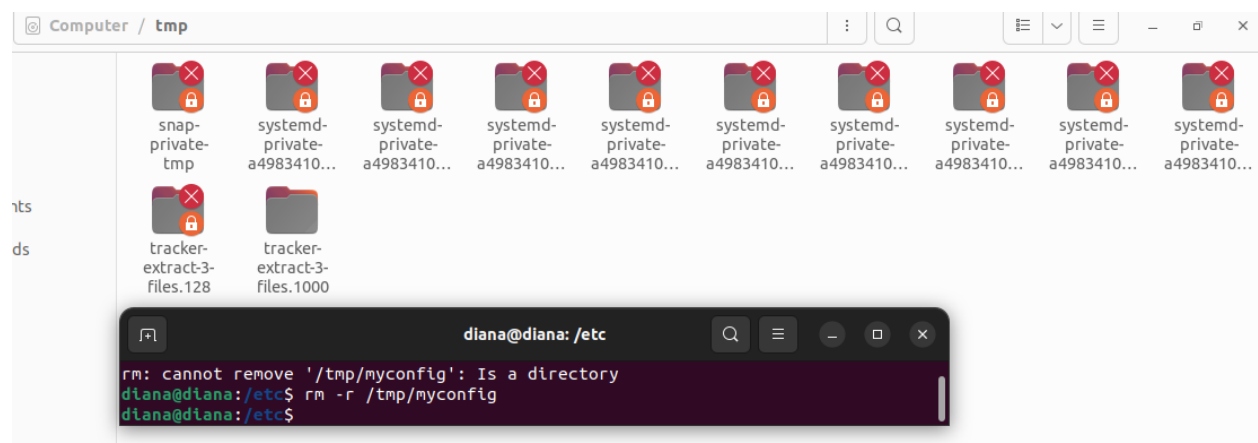 Computer / tmp
snap-
private-
tmp
systemd-
private-
a4983410...
systemd-
private-
a4983410...
systemd-
private-
a4983410...
systemd-
private-
a4983410...
systemd-
private-
a4983410...
systemd-
private-
a4983410...
systemd-
private-
a4983410...
systemd-
private-
a4983410...
systemd-
private-
a4983410...
nts
ds
tracker-
extract-3-
files.128
tracker-
extract-3-
files.1000
diana@diana: /etc
rm: cannot remove '/tmp/myconfig': Is a directory
diana@diana:/etc$ rm -r /tmp/myconfig
diana@diana:/etc$